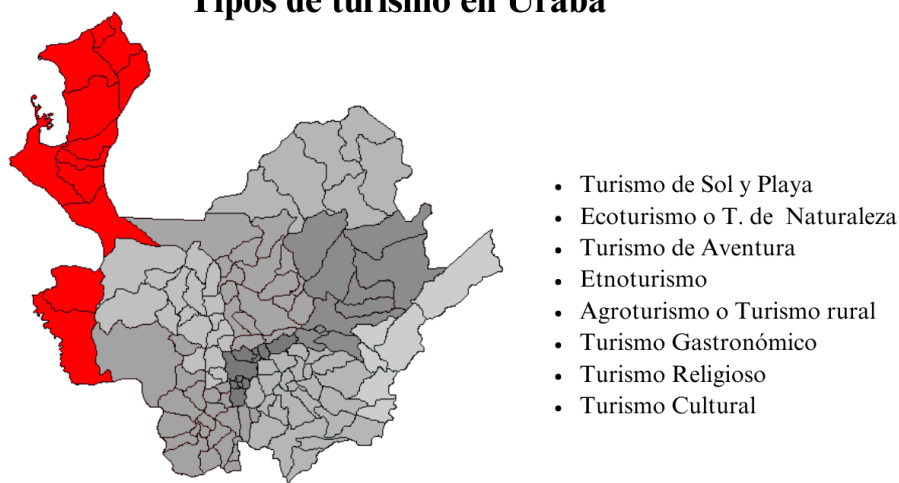 Tipos de turismo en Urabá
Turismo de Sol y Playa
Ecoturismo o T. de Naturaleza
Turismo de Aventura
Etnoturismo
Agroturismo o Turismo rural
Turismo Gastronómico
Turismo Religioso
Turismo Cultural